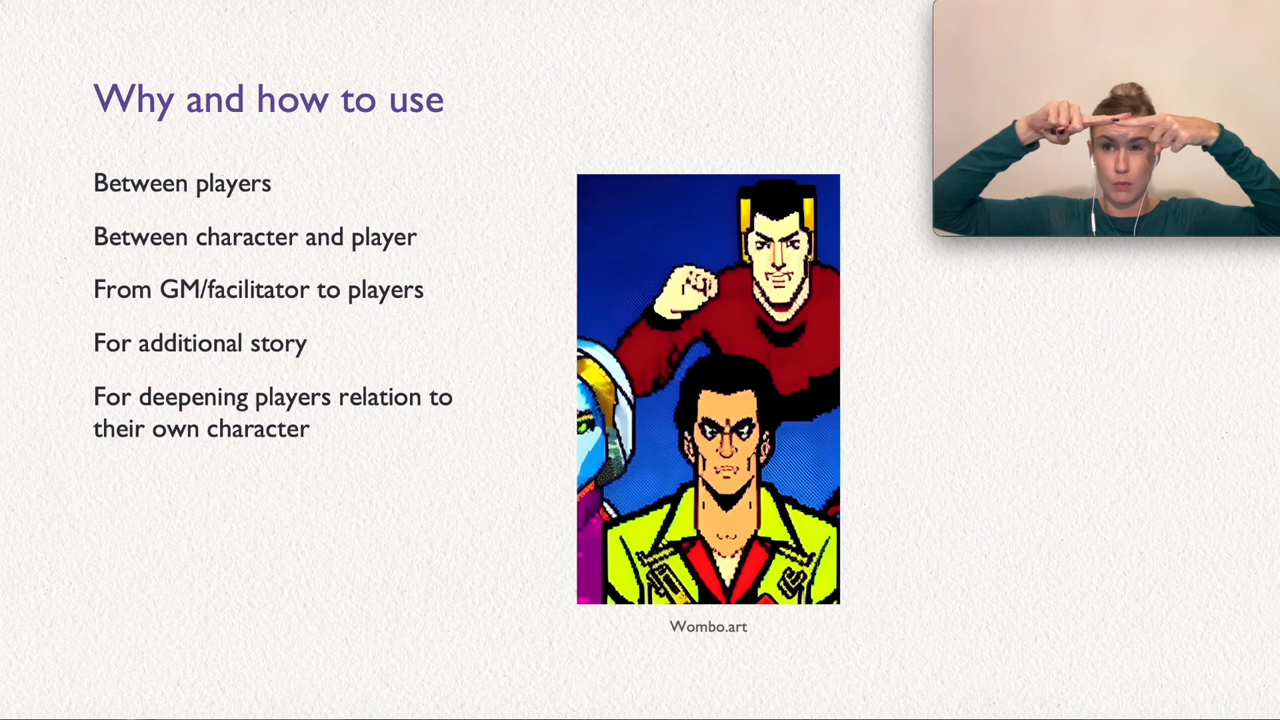 Why and how to use
Between players
Between character and player
From GM/facilitator to players
For additional story
For deepening players relation to
their own character
Wombo.art